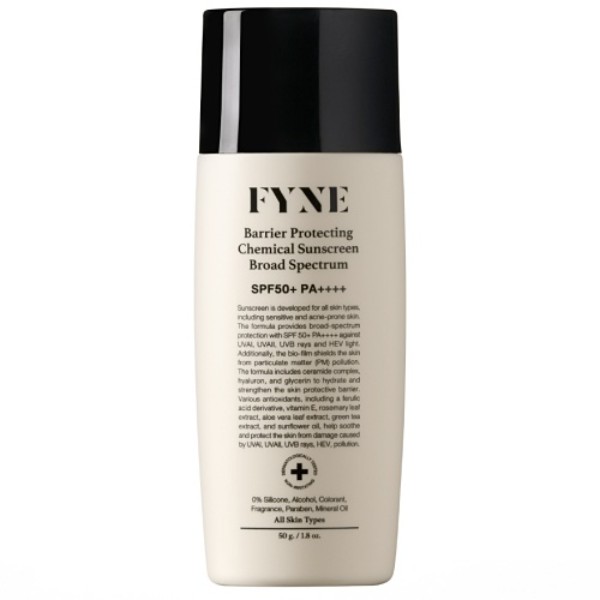 FYNE
Barrier Protecting
Chemical Sunscreen
Broad Spectrum
SPF50+ PA++++
Sunscreen is developed for all skin types,
including sensitive and acne-prone skin.
The formula provides broad-spectrum
protection with SPF 50+ PA++++ against
UVAI, UVAII, UVB rays and HEV light.
Additionally, the bio-film shields the skin
from particulate matter (PM) pollution.
The formula includes ceramide complex,
hyaluron, and glycerin to hydrate and
strengthen the skin protective barrier.
Various antioxidants, including a ferulic
acid derivative, vitamin E, rosemary leaf
extract, aloe vera leaf extract, green tea
extract, and sunflower oil, help soothe
and protect the skin from damage caused
by UVAI, UVAII, UVB rays, HEV, pollution.
DERMATOLOGICALLY TESTED
NON-IRRITATING
0% Silicone, Alcohol, Colorant,
Fragrance, Paraben, Mineral Oil
All Skin Types
50 g. / 1.8 oz.